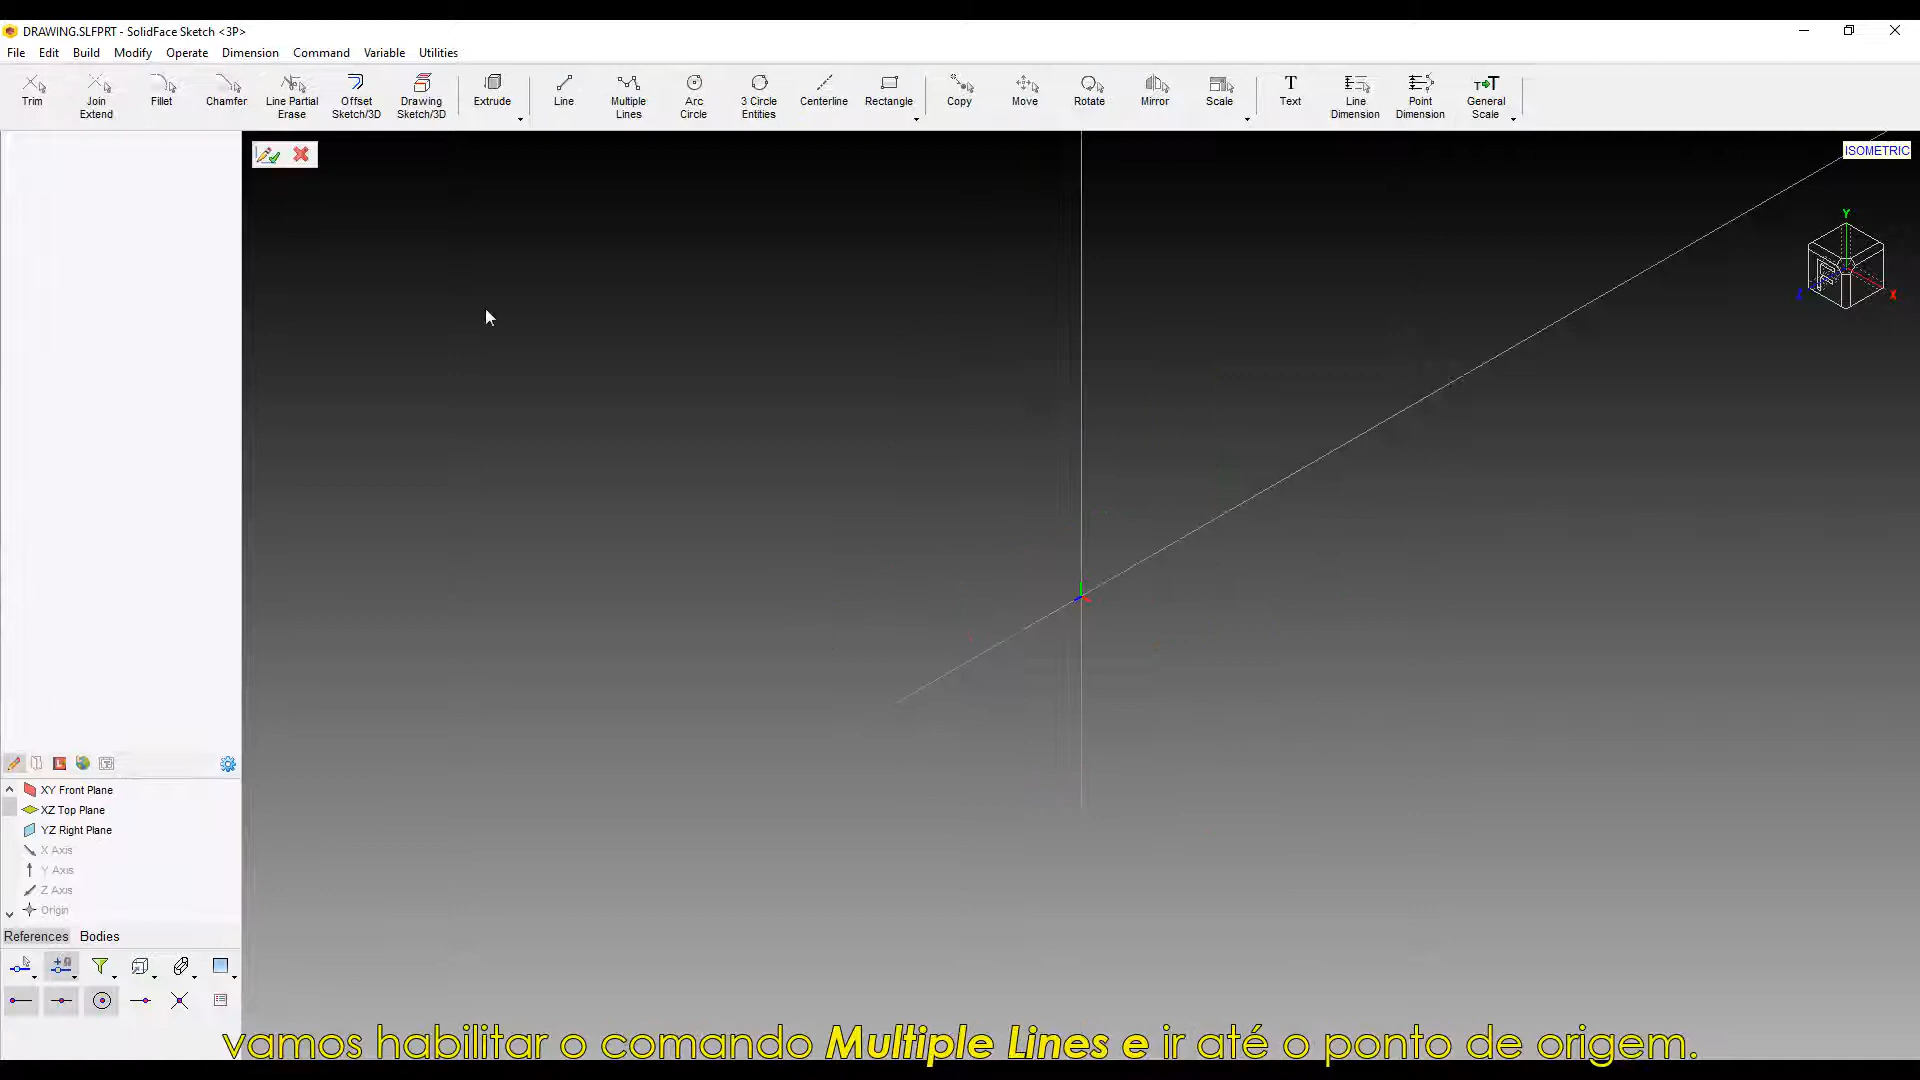 DRAWING.SLFPRT - SolidFace Sketch <3P>
File Edit Build Modify Operate Dimension Command Variable Utilities
Trim
Join Extend
Fillet
Chamfer
Line Partial Erase
Offset Sketch/3D
Drawing Sketch/3D
Extrude
Line
Multiple Lines
Arc Circle
3 Circle Entities
Centerline
Rectangle
Copy
Move
Rotate
Mirror
Scale
Text
Line Dimension
Point Dimension
General Scale
ISOMETRIC
Y
Z X
XY Front Plane
XZ Top Plane
YZ Right Plane
X Axis
Y Axis
Z Axis
Origin
References Bodies
vamos habilitar o comando Multiple Lines e ir até o ponto de origem.